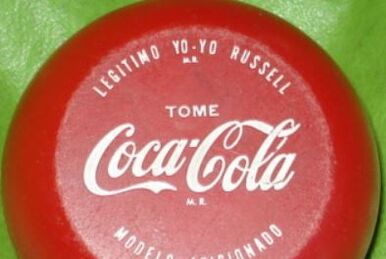 LEGITIMO YO-YO RUSSELL
M.R.
TOME
Coca-Cola
M.R.
MODELO